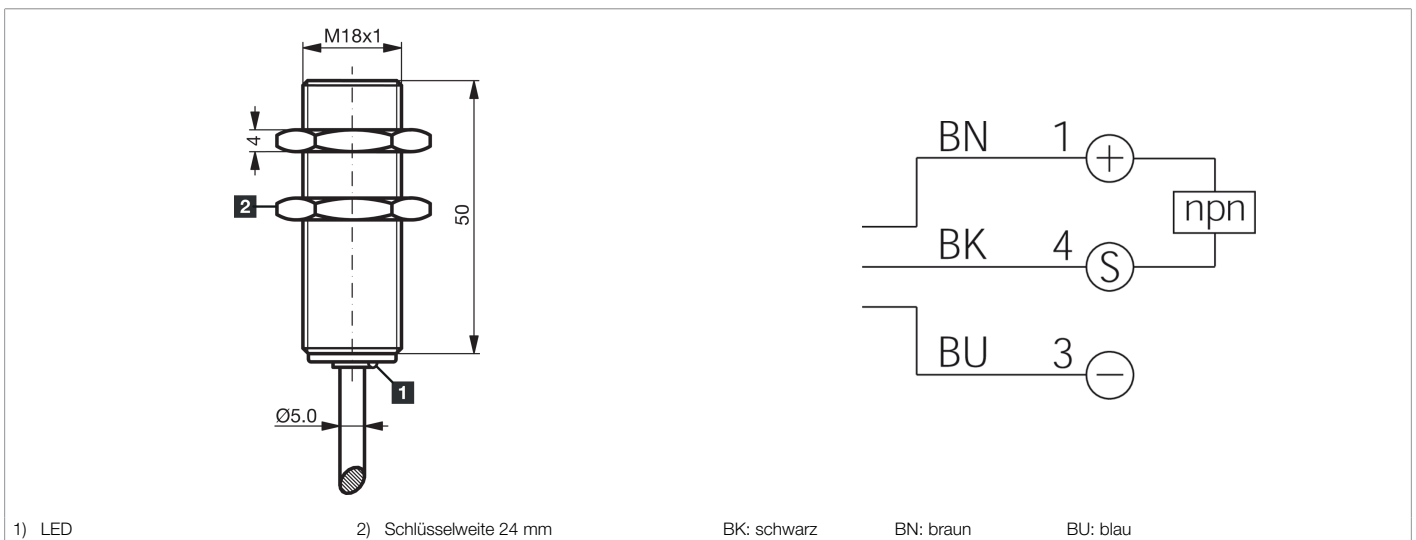 M18x1
4
2
50
1
Ø5.0
BN 1 +
npn
BK 4 S
BU 3 −
1) LED 2) Schlüsselweite 24 mm BK: schwarz BN: braun BU: blau